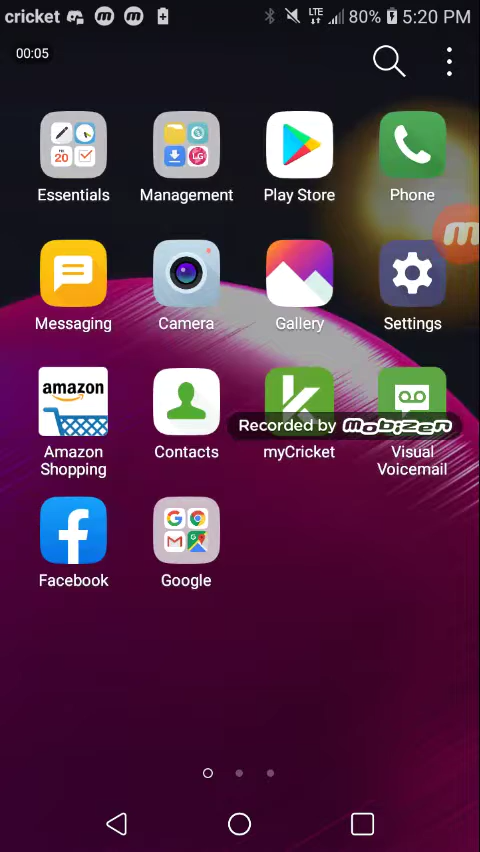 cricket LTE 80% 5:20 PM
00:05
FRI
20
LG
Essentials Management Play Store Phone
Messaging Camera Gallery Settings
amazon
Recorded by Mobizen
Amazon Shopping Contacts myCricket Visual Voicemail
Facebook Google